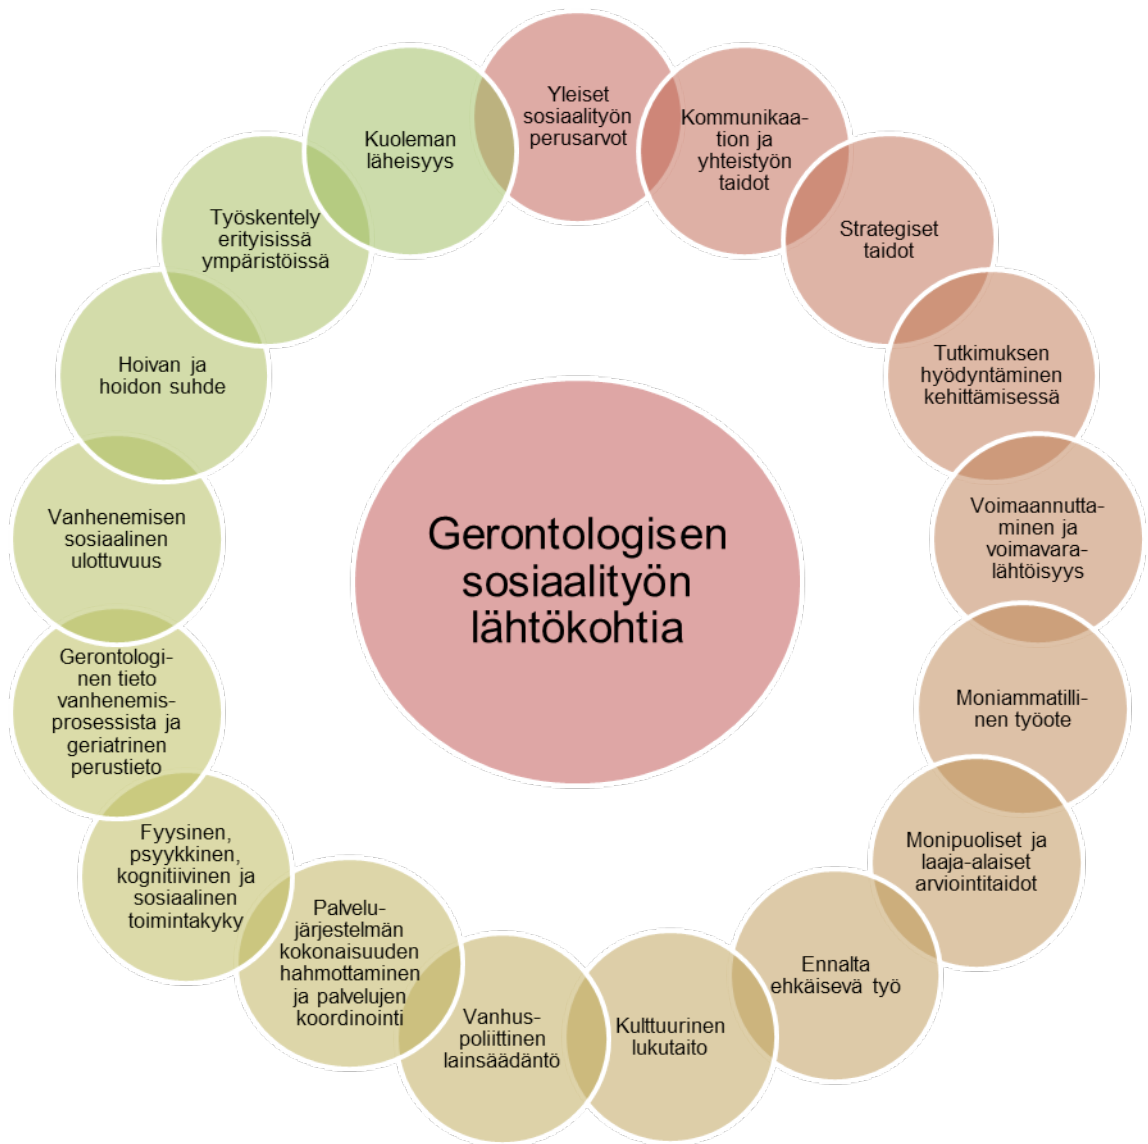 Yleiset
sosiaalityön
perusarvot
Kommunikaa-
tion ja
yhteistyön
taidot
Strategiset
taidot
Tutkimuksen
hyödyntäminen
kehittämisessä
Voimaannutta-
minen ja
voimavara-
lähtöisyys
Moniammatilli-
nen työote
Monipuoliset ja
laaja-alaiset
arviointitaidot
Ennalta
ehkäisevä työ
Kulttuurinen
lukutaito
Vanhus-
poliittinen
lainsäädäntö
Palvelu-
järjestelmän
kokonaisuuden
hahmottaminen
ja palvelujen
koordinointi
Fyysinen,
psyykkinen,
kognitiivinen ja
sosiaalinen
toimintakyky
Gerontologi-
nen tieto
vanhenemis-
prosessista ja
geriatrinen
perustieto
Vanhenemisen
sosiaalinen
ulottuvuus
Hoivan ja
hoidon suhde
Työskentely
erityisissä
ympäristöissä
Kuoleman
läheisyys
Gerontologisen
sosiaalityön
lähtökohtia